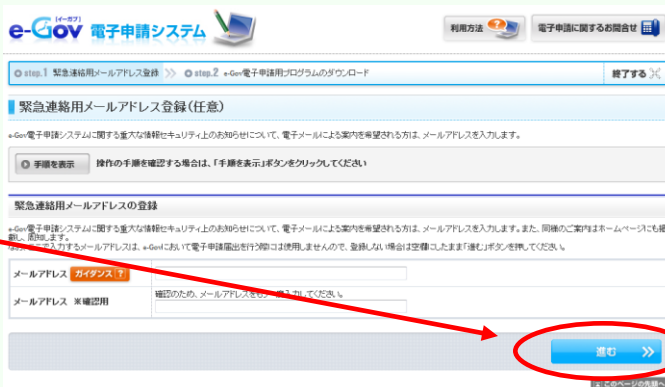 e-Gov (イーガブ) 電子申請システム
利用方法
電子申請に関するお問合せ
step.1 緊急連絡用メールアドレス登録
step.2 e-Gov電子申請用プログラムのダウンロード
終了する
緊急連絡用メールアドレス登録(任意)
e-Gov電子申請システムに関する重大な情報セキュリティ上のお知らせについて、電子メールによる案内を希望される方は、メールアドレスを入力します。
手順を表示
操作の手順を確認する場合は、「手順を表示」ボタンをクリックしてください
緊急連絡用メールアドレスの登録
e-Gov電子申請システムに関する重大な情報セキュリティ上のお知らせについて、電子メールによる案内を希望される方は、メールアドレスを入力します。また、同様のご案内はホームページにも掲
載し、周知します。
入力するメールアドレスは、e-Govにおいて電子申請届出を行う際には使用しませんので、登録しない場合は空欄にしたまま「進む」ボタンを押してください。
メールアドレス ガイダンス ?
メールアドレス ※確認用
確認のため、メールアドレスをもう一度入力してください。
進む
このページの先頭へ